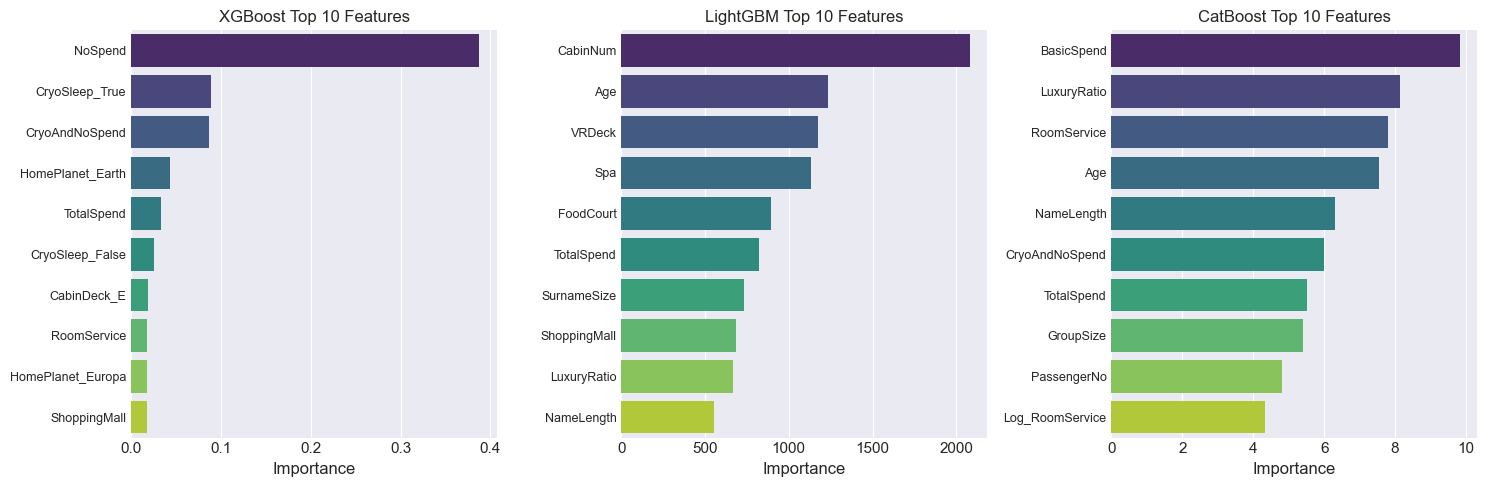 XGBoost Top 10 Features
NoSpend
CryoSleep_True
CryoAndNoSpend
HomePlanet_Earth
TotalSpend
CryoSleep_False
CabinDeck_E
RoomService
HomePlanet_Europa
ShoppingMall
0.0 0.1 0.2 0.3 0.4
Importance
LightGBM Top 10 Features
CabinNum
Age
VRDeck
Spa
FoodCourt
TotalSpend
SurnameSize
ShoppingMall
LuxuryRatio
NameLength
0 500 1000 1500 2000
Importance
CatBoost Top 10 Features
BasicSpend
LuxuryRatio
RoomService
Age
NameLength
CryoAndNoSpend
TotalSpend
GroupSize
PassengerNo
Log_RoomService
0 2 4 6 8 10
Importance